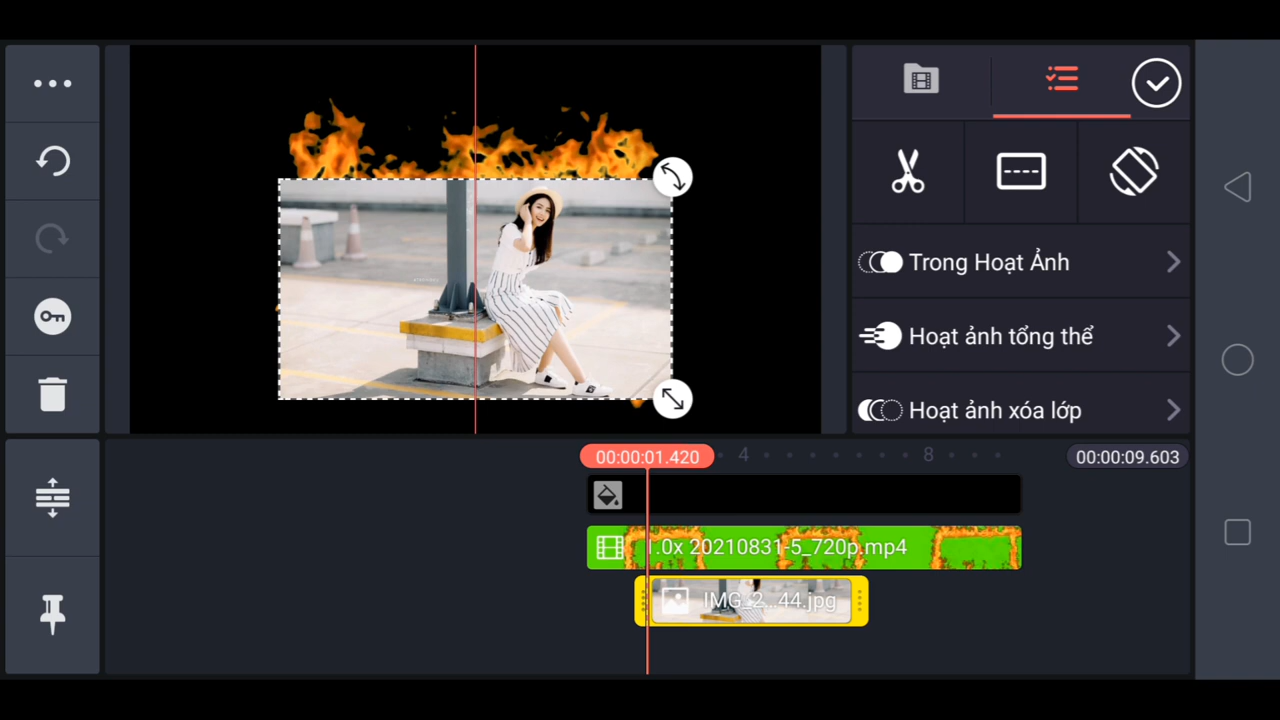 Trong Hoạt Ảnh
Hoạt ảnh tổng thể
Hoạt ảnh xóa lớp
00:00:01.420
4
8
00:00:09.603
1.0x 20210831-5_720p.mp4
IMG_2...44.jpg